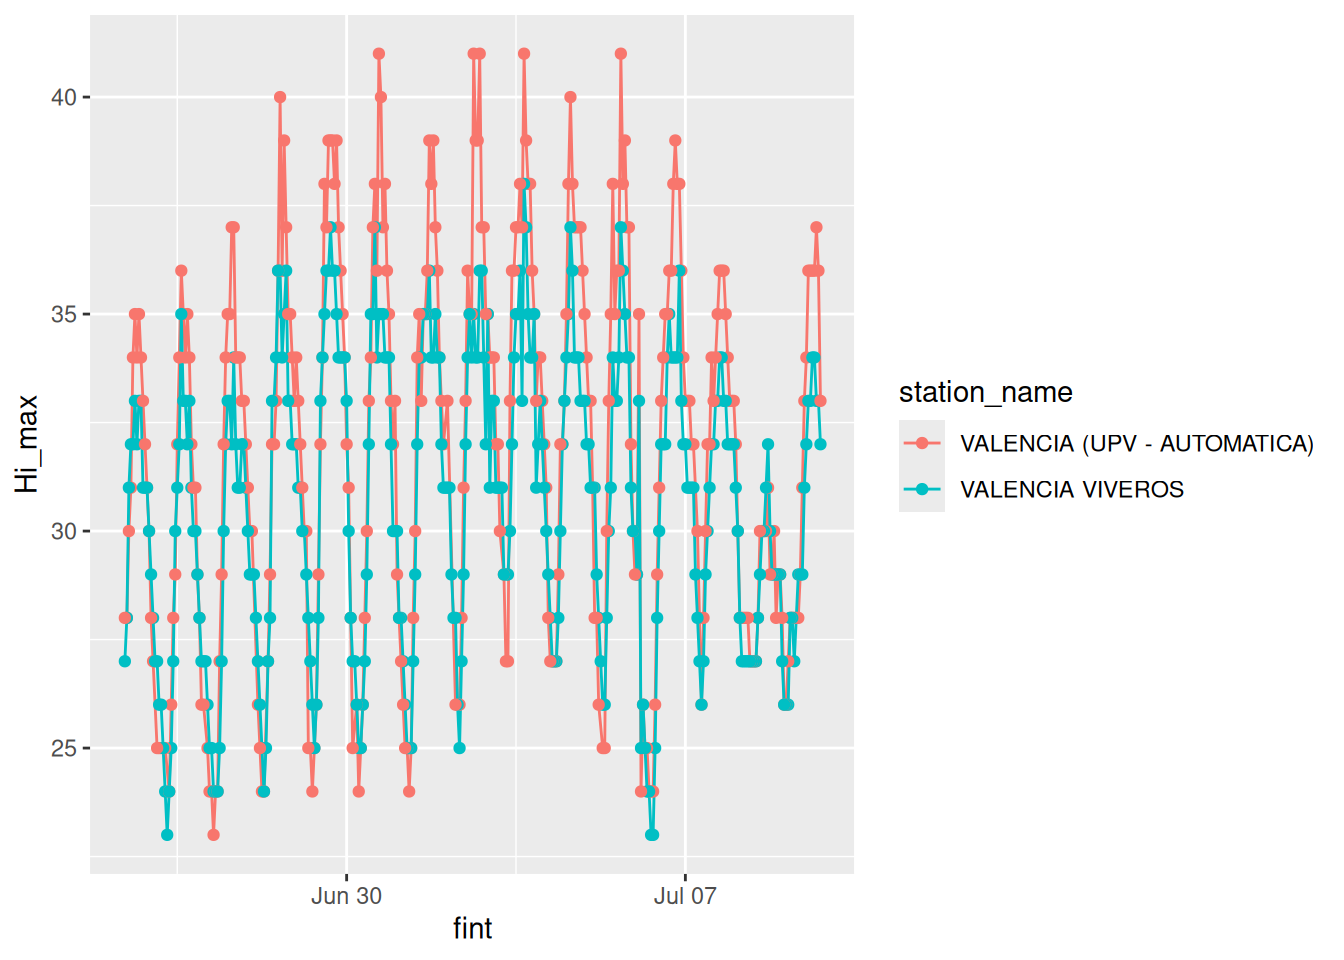 40
35
30
25
Hi_max
Jun 30
Jul 07
fint
station_name
VALENCIA (UPV - AUTOMATICA)
VALENCIA VIVEROS